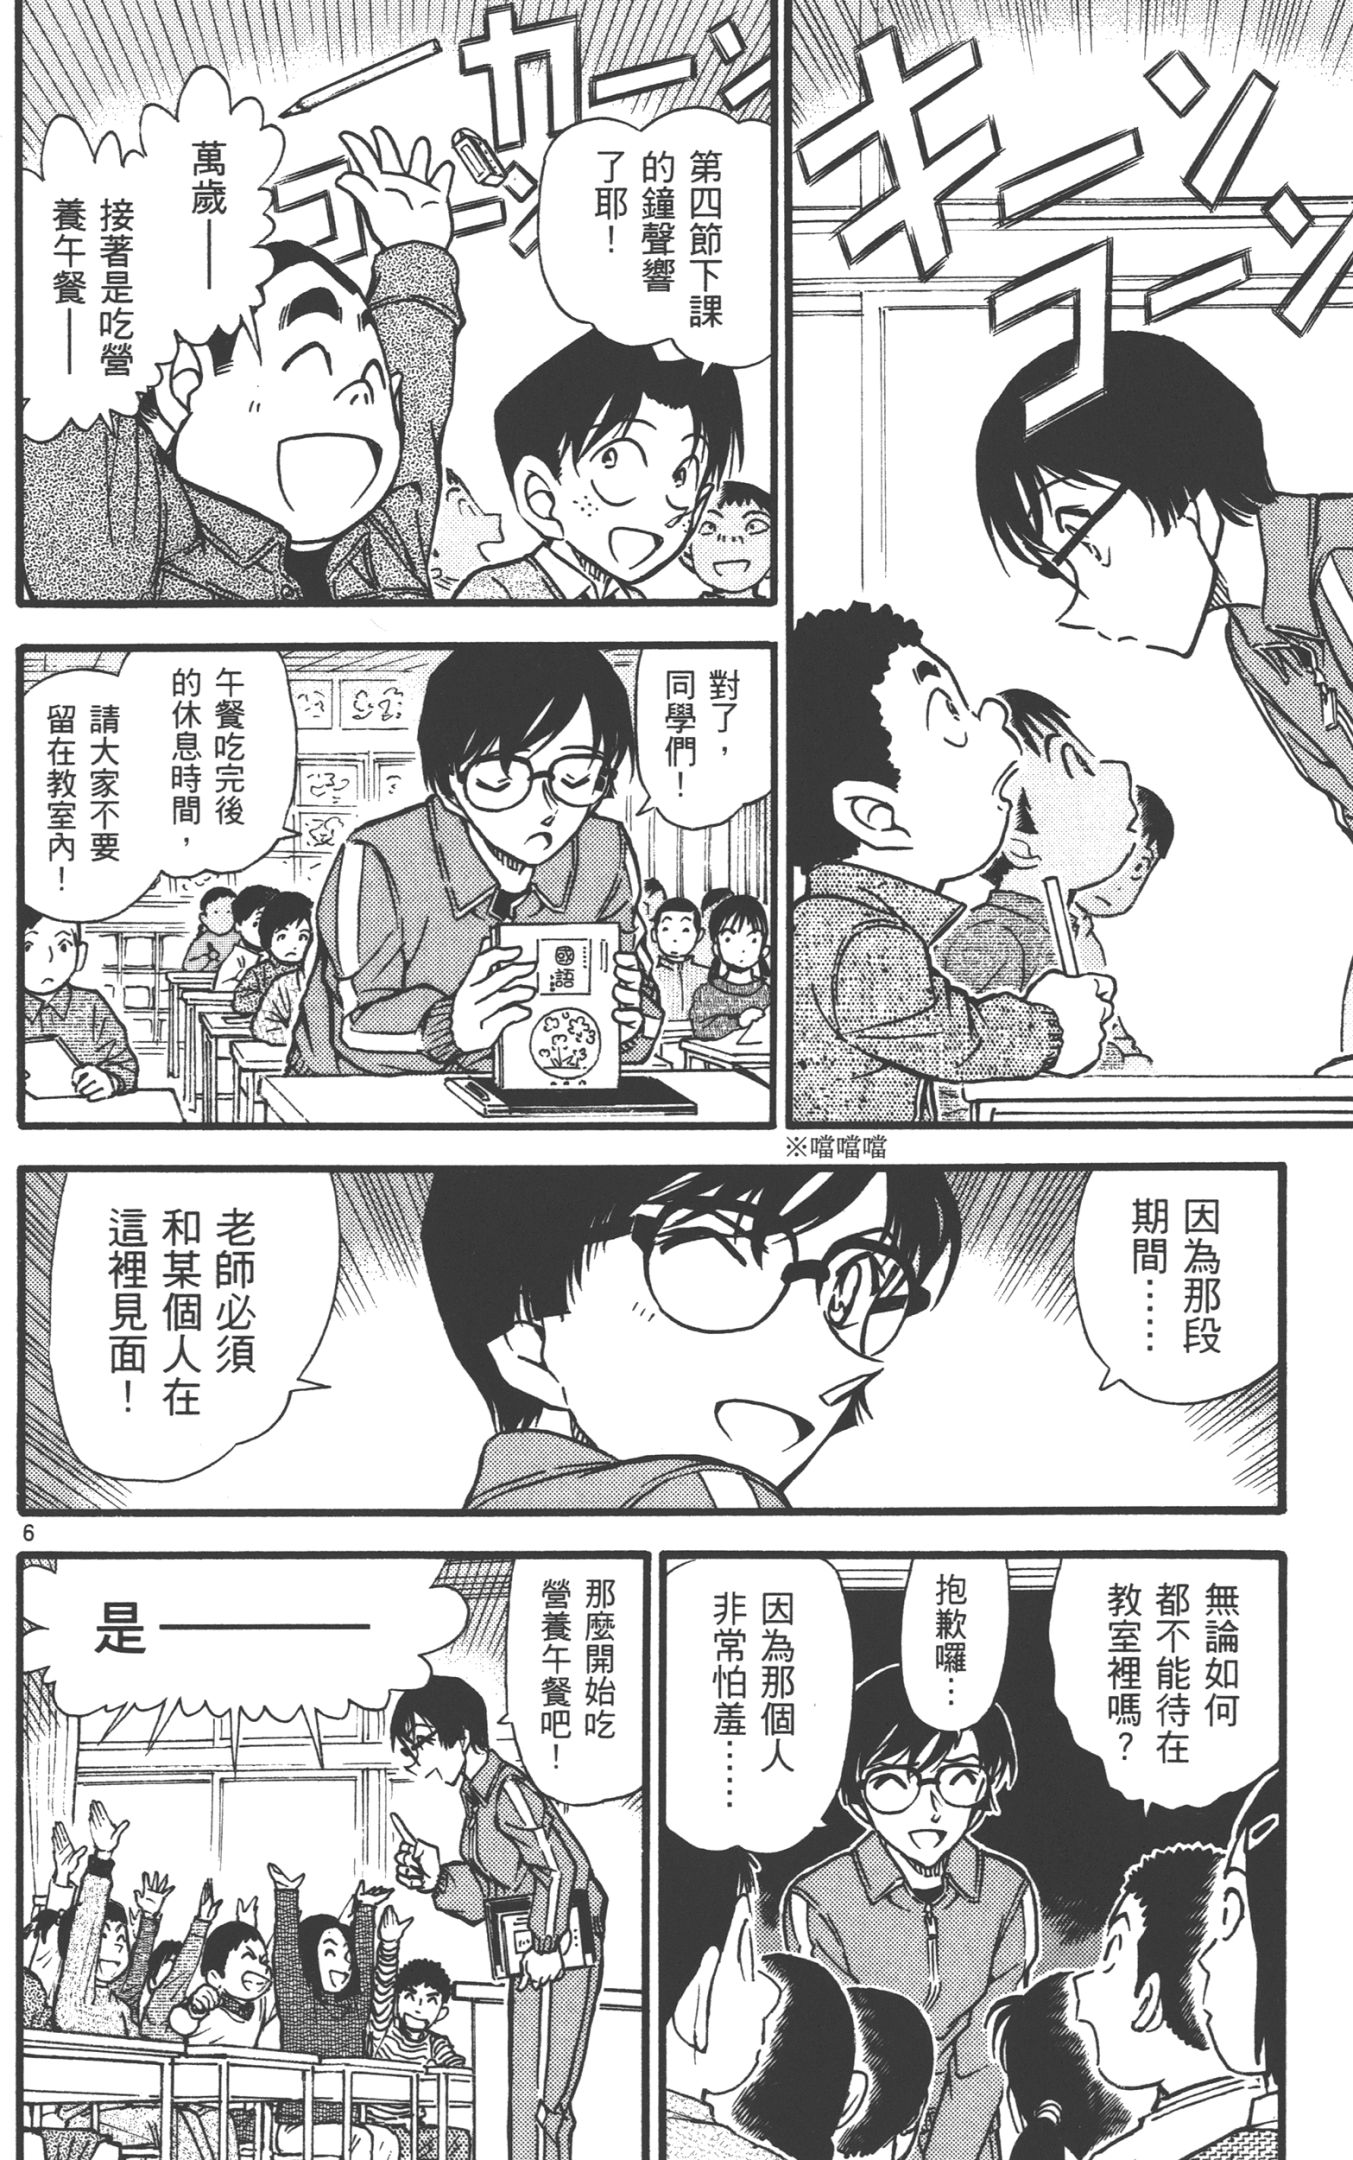 キーンコーン
※噹噹噹
カーンコーン
第四節下課
的鐘聲響
了耶！
萬歲——
接著是吃營
養午餐——
對了，
同學們！
午餐吃完後
的休息時間，
請大家不要
留在教室內！
國語
因為那段
期間……
老師必須
和某個人在
這裡見面！
6
無論如何
都不能待在
教室裡嗎？
抱歉囉…
因為那個人
非常怕羞……
那麼開始吃
營養午餐吧！
是————